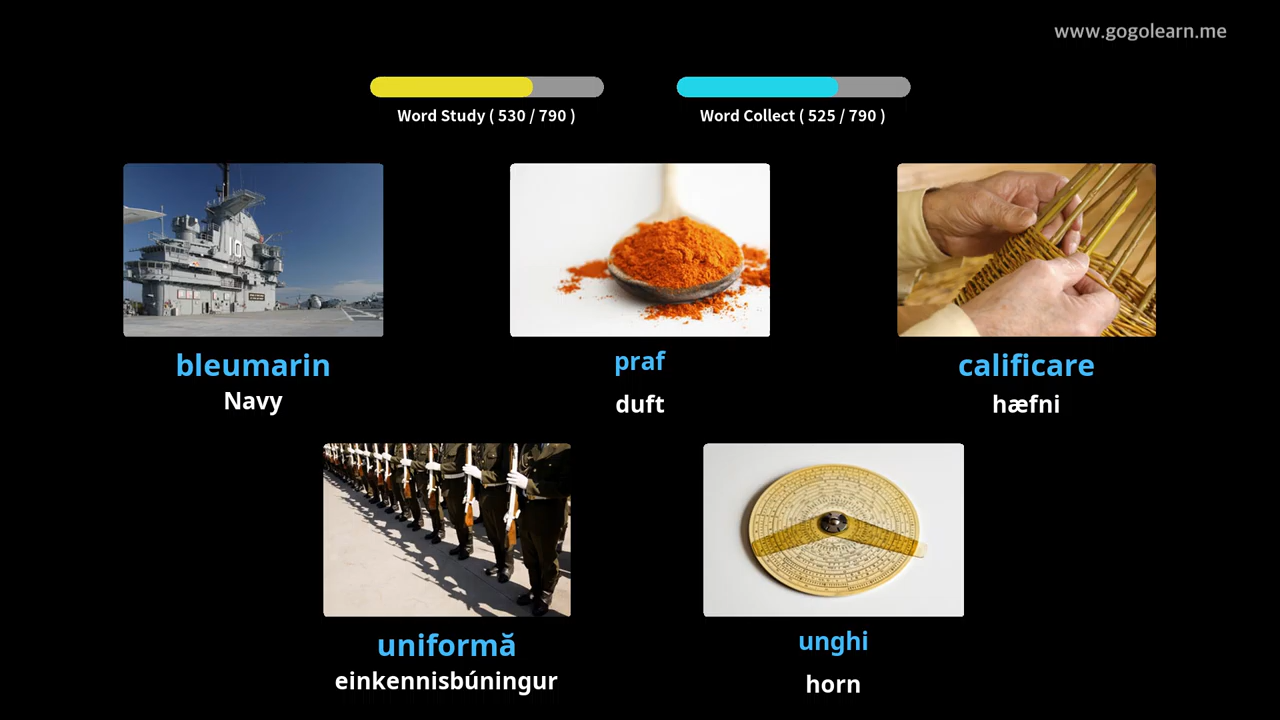 www.gogolearn.me
Word Study ( 530 / 790 )
Word Collect ( 525 / 790 )
10
bleumarin
Navy
praf
duft
calificare
hæfni
uniformă
einkennisbúningur
unghi
horn